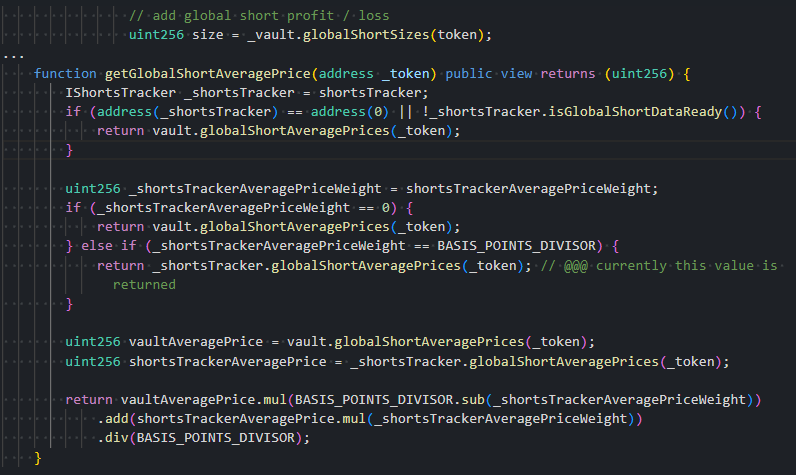 // add global short profit / loss
uint256 size = _vault.globalShortSizes(token);
...
function getGlobalShortAveragePrice(address _token) public view returns (uint256) {
IShortsTracker _shortsTracker = shortsTracker;
if (address(_shortsTracker) == address(0) || !_shortsTracker.isGlobalShortDataReady()) {
return vault.globalShortAveragePrices(_token);
}
uint256 _shortsTrackerAveragePriceWeight = shortsTrackerAveragePriceWeight;
if (_shortsTrackerAveragePriceWeight == 0) {
return vault.globalShortAveragePrices(_token);
} else if (_shortsTrackerAveragePriceWeight == BASIS_POINTS_DIVISOR) {
return _shortsTracker.globalShortAveragePrices(_token); // @@@ currently this value is
returned
}
uint256 vaultAveragePrice = vault.globalShortAveragePrices(_token);
uint256 shortsTrackerAveragePrice = _shortsTracker.globalShortAveragePrices(_token);
return vaultAveragePrice.mul(BASIS_POINTS_DIVISOR.sub(_shortsTrackerAveragePriceWeight))
.add(shortsTrackerAveragePrice.mul(_shortsTrackerAveragePriceWeight))
.div(BASIS_POINTS_DIVISOR);
}